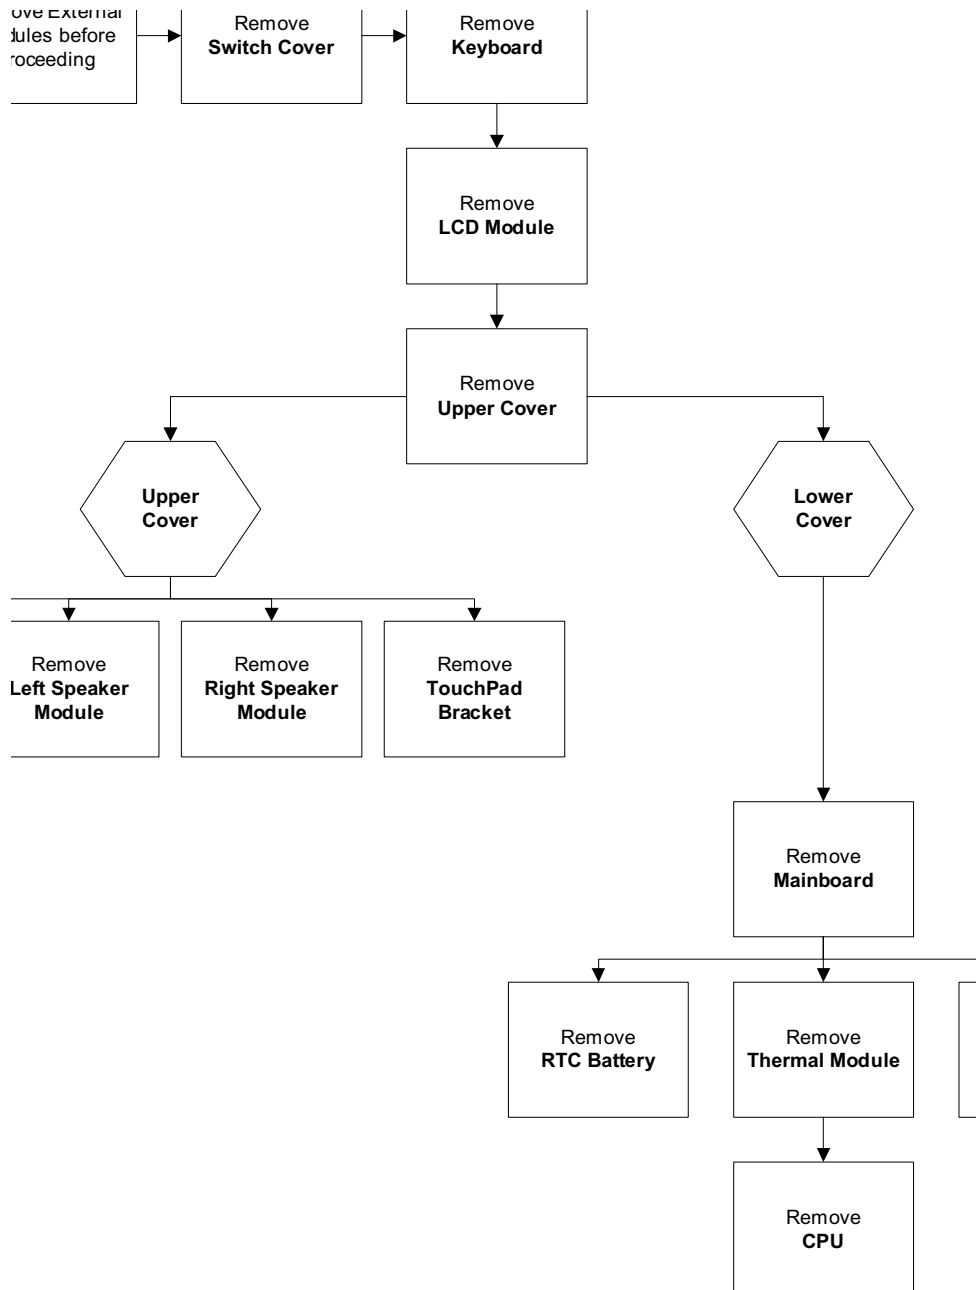 External
before
Remove
Switch Cover
Remove
Keyboard
Remove
LCD Module
Remove
Upper Cover
Upper
Cover
Lower
Cover
Remove
Left Speaker
Module
Remove
Right Speaker
Module
Remove
TouchPad
Bracket
Remove
Mainboard
Remove
RTC Battery
Remove
Thermal Module
Remove
CPU